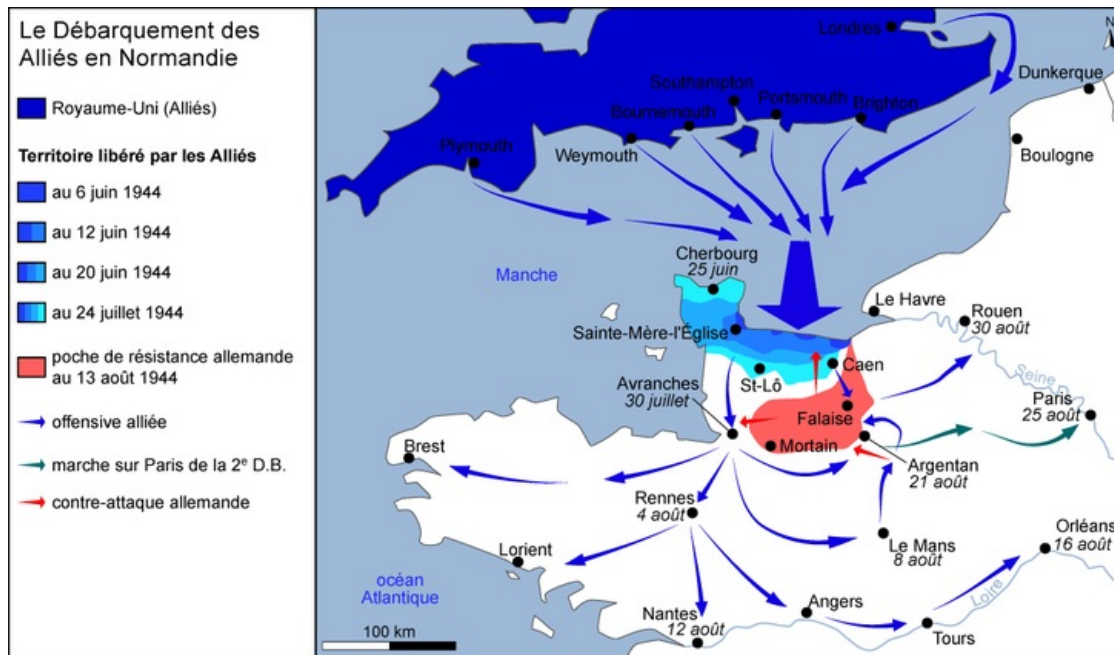 Le Débarquement des
Alliés en Normandie
Royaume-Uni (Alliés)
Territoire libéré par les Alliés
au 6 juin 1944
au 12 juin 1944
au 20 juin 1944
au 24 juillet 1944
poche de résistance allemande
au 13 août 1944
offensive alliée
marche sur Paris de la 2e D.B.
contre-attaque allemande
Londres
N
Dunkerque
Southampton
Portsmouth
Bournemouth
Brighton
Plymouth
Weymouth
Boulogne
Manche
Cherbourg
25 juin
Le Havre
Rouen
30 août
Sainte-Mère-l'Église
Seine
Caen
St-Lô
Avranches
30 juillet
Paris
25 août
Falaise
Brest
Mortain
Argentan
21 août
Rennes
4 août
Orléans
16 août
Le Mans
8 août
Lorient
océan
Atlantique
Loire
Angers
Nantes
12 août
Tours
100 km